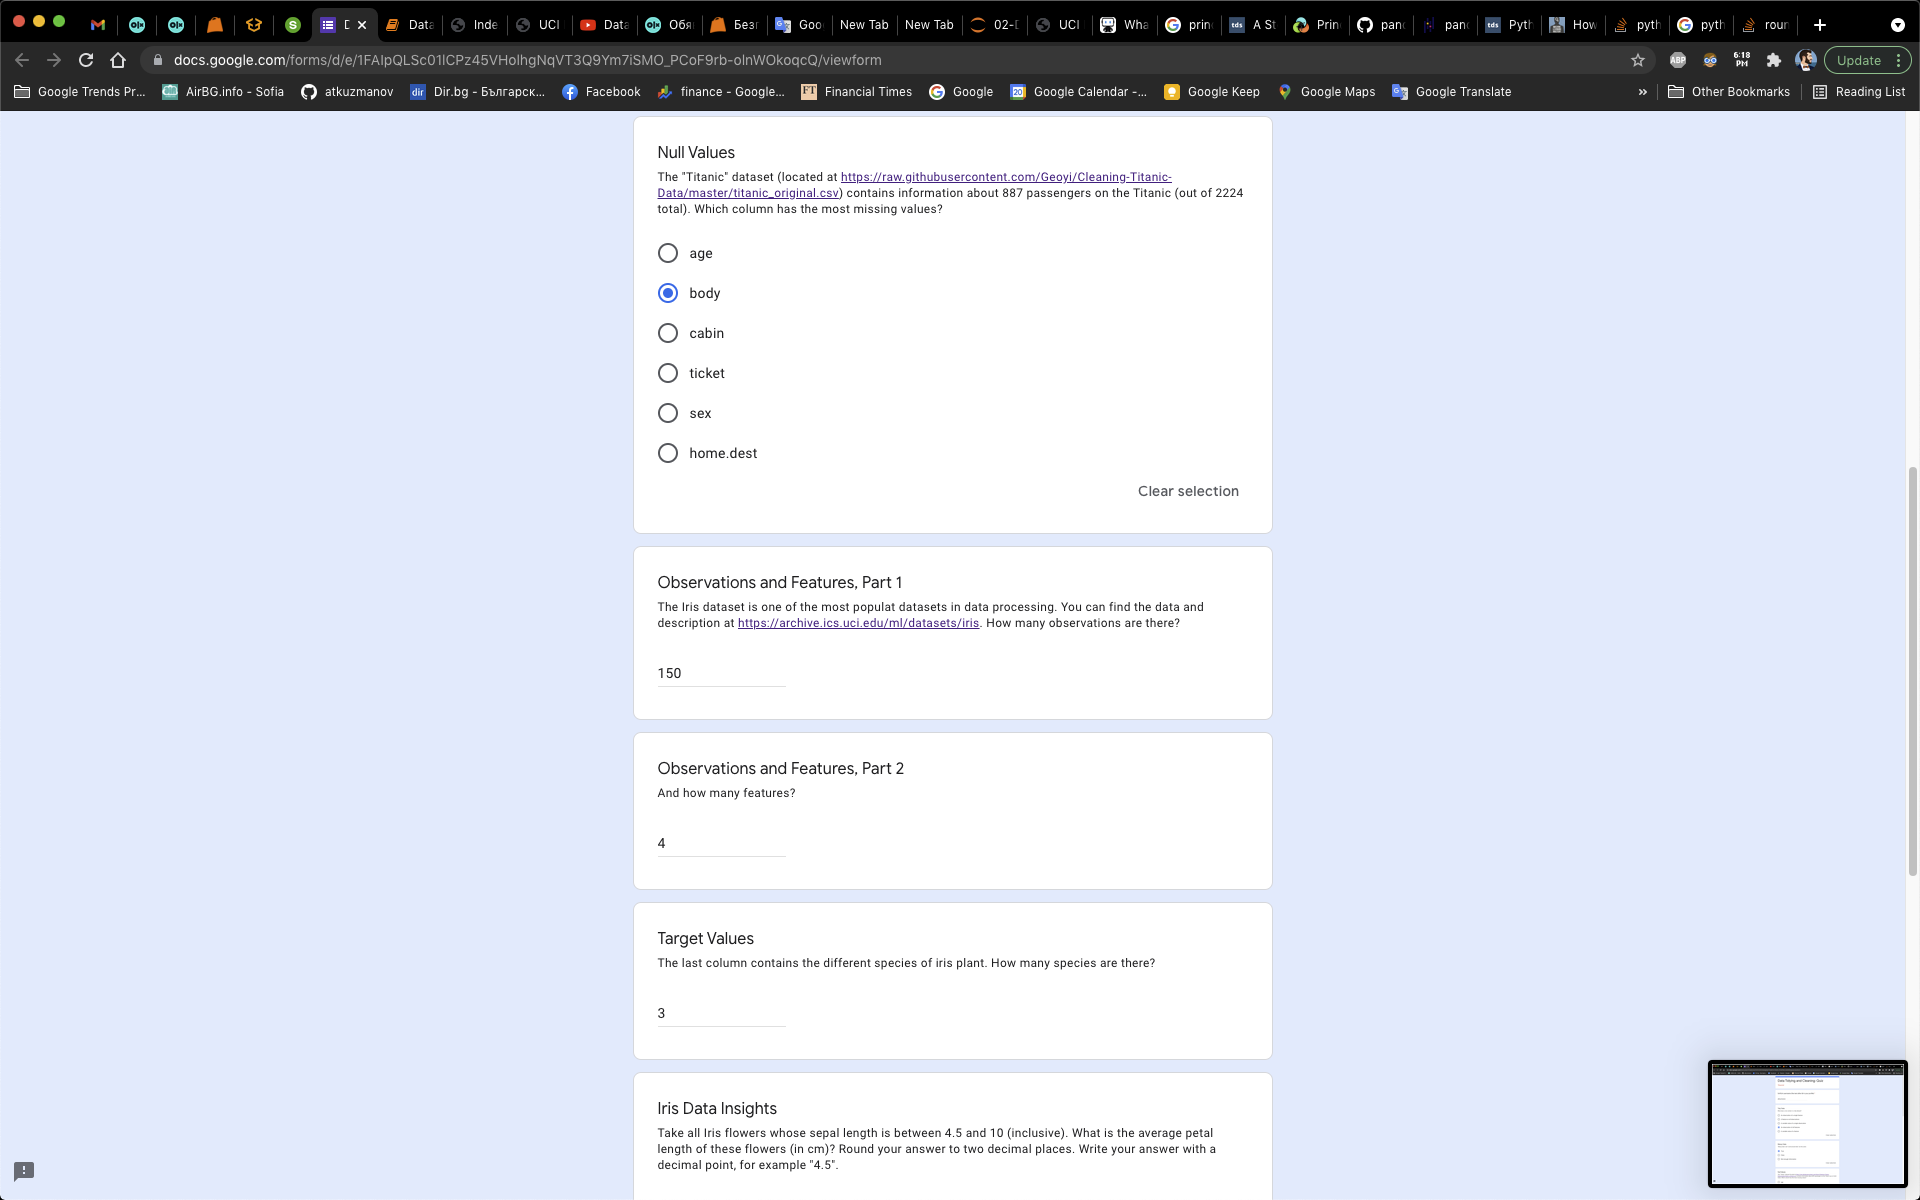 Data
Inde
UCI
Data
Обя
Без
Goo
New Tab
New Tab
02-
UCI
Wha
prin
A St
Prin
pan
pan
Pyth
How
pyth
pyth
rour
docs.google.com/forms/d/e/1FAIpQLSc01ICPz45VHolhgNqVT3Q9Ym7iSMO_PCoF9rb-olnWOkoqcQ/viewform
ABP
6:18
PM
Update
Google Trends Pr...
AirBG.info - Sofia
atkuzmanov
dir
Dir.bg - Българск...
Facebook
finance - Google...
FT
Financial Times
Google
Google Calendar -...
Google Keep
Google Maps
Google Translate
»
Other Bookmarks
Reading List
Null Values
The "Titanic" dataset (located at https://raw.githubusercontent.com/Geoyi/Cleaning-Titanic-
Data/master/titanic_original.csv) contains information about 887 passengers on the Titanic (out of 2224
total). Which column has the most missing values?
age
body
cabin
ticket
sex
home.dest
Clear selection
Observations and Features, Part 1
The Iris dataset is one of the most populat datasets in data processing. You can find the data and
description at https://archive.ics.uci.edu/ml/datasets/iris. How many observations are there?
150
Observations and Features, Part 2
And how many features?
4
Target Values
The last column contains the different species of iris plant. How many species are there?
3
Iris Data Insights
Take all Iris flowers whose sepal length is between 4.5 and 10 (inclusive). What is the average petal
length of these flowers (in cm)? Round your answer to two decimal places. Write your answer with a
decimal point, for example "4.5".